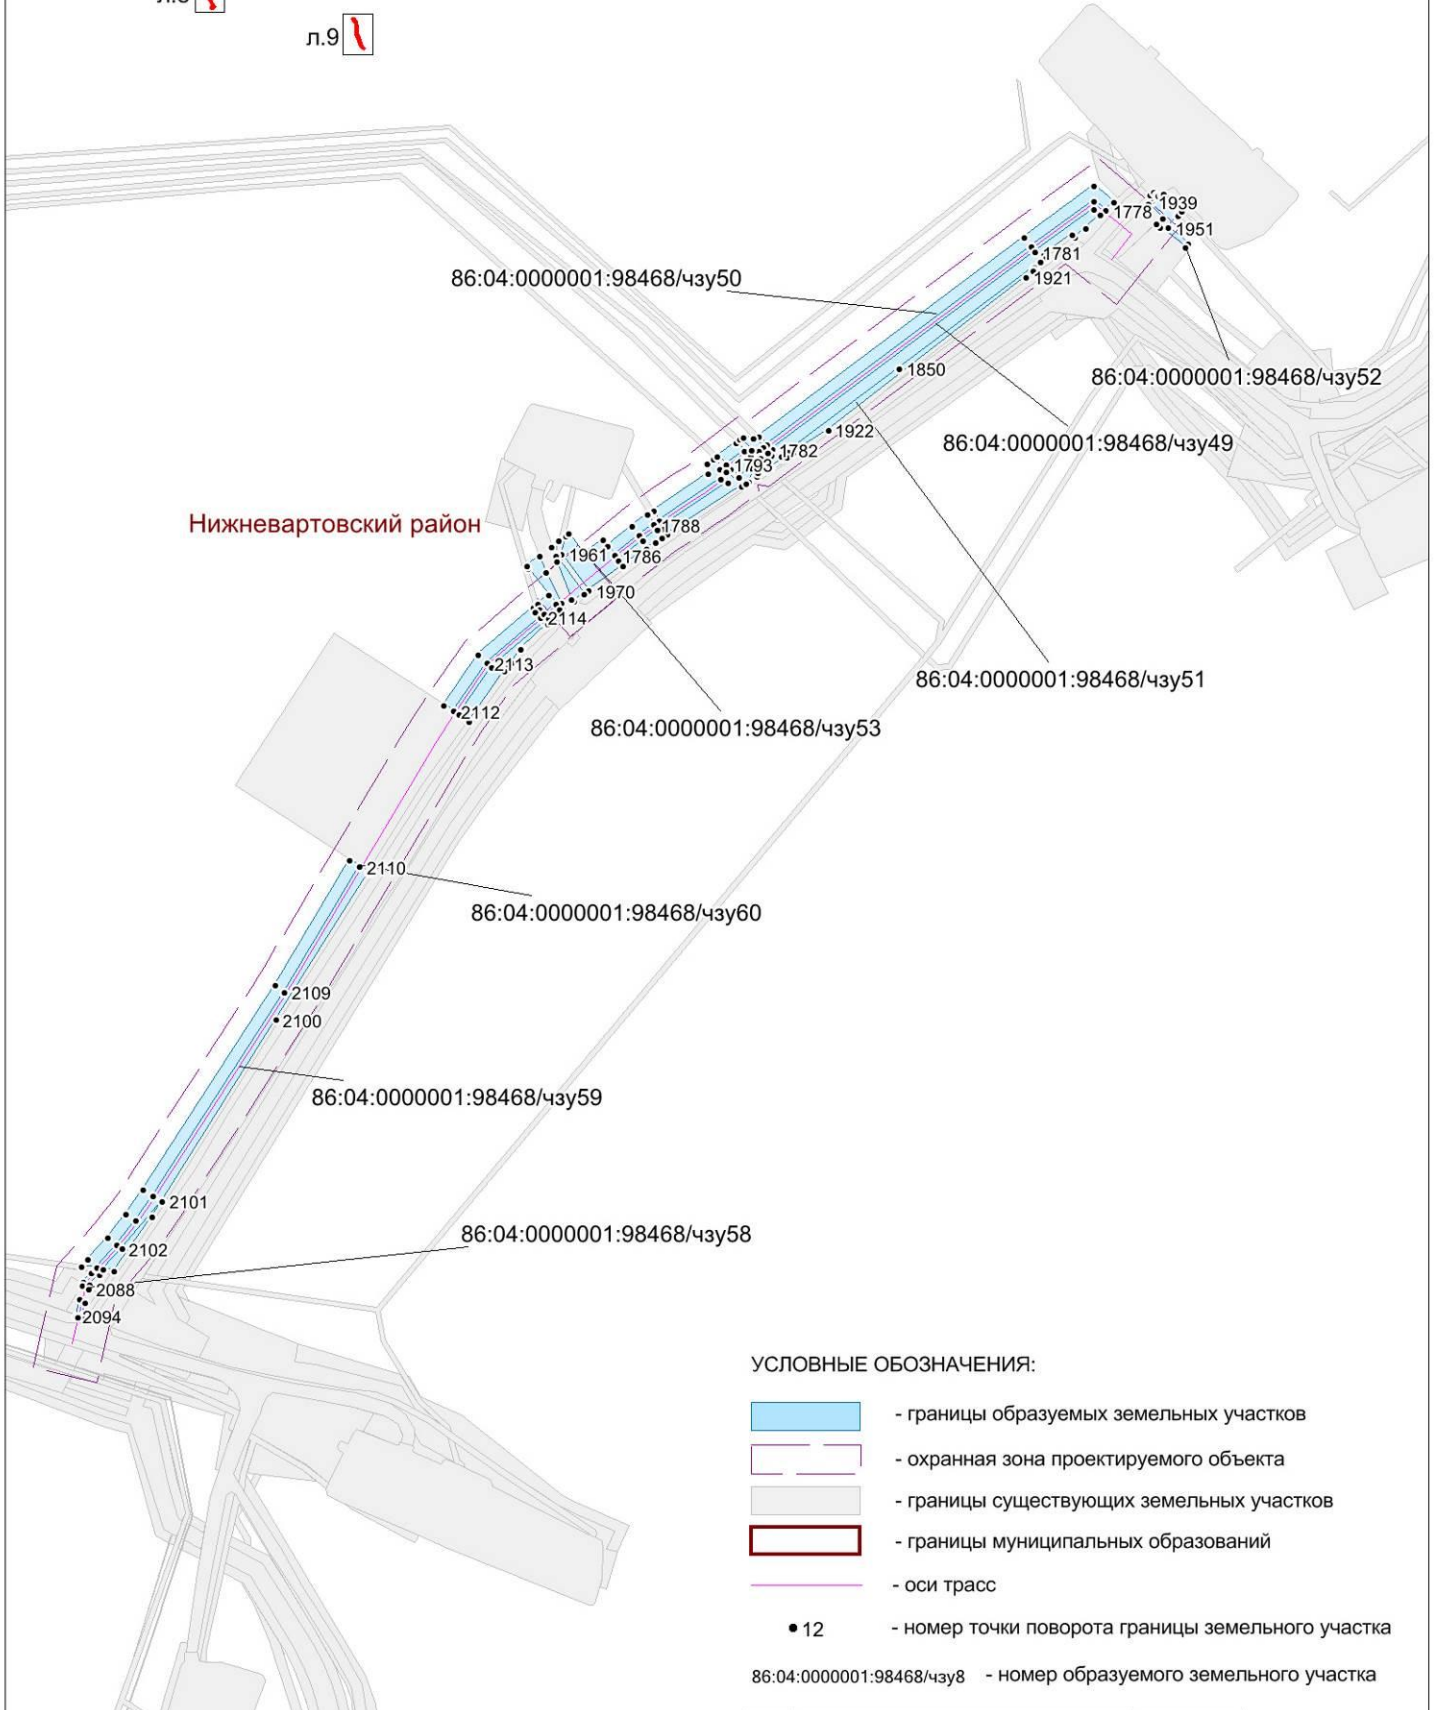 л.9
1939
1778
1951
1781
86:04:0000001:98468/чзу50
1921
1850
86:04:0000001:98468/чзу52
1922
86:04:0000001:98468/чзу49
1782
1793
Нижневартовский район
1788
1961
1786
1970
2114
2113
86:04:0000001:98468/чзу51
2112
86:04:0000001:98468/чзу53
2110
86:04:0000001:98468/чзу60
2109
2100
86:04:0000001:98468/чзу59
2101
86:04:0000001:98468/чзу58
2102
2088
2094
УСЛОВНЫЕ ОБОЗНАЧЕНИЯ:
- границы образуемых земельных участков
- охранная зона проектируемого объекта
- границы существующих земельных участков
- границы муниципальных образований
- оси трасс
12 - номер точки поворота границы земельного участка
86:04:0000001:98468/чзу8 - номер образуемого земельного участка